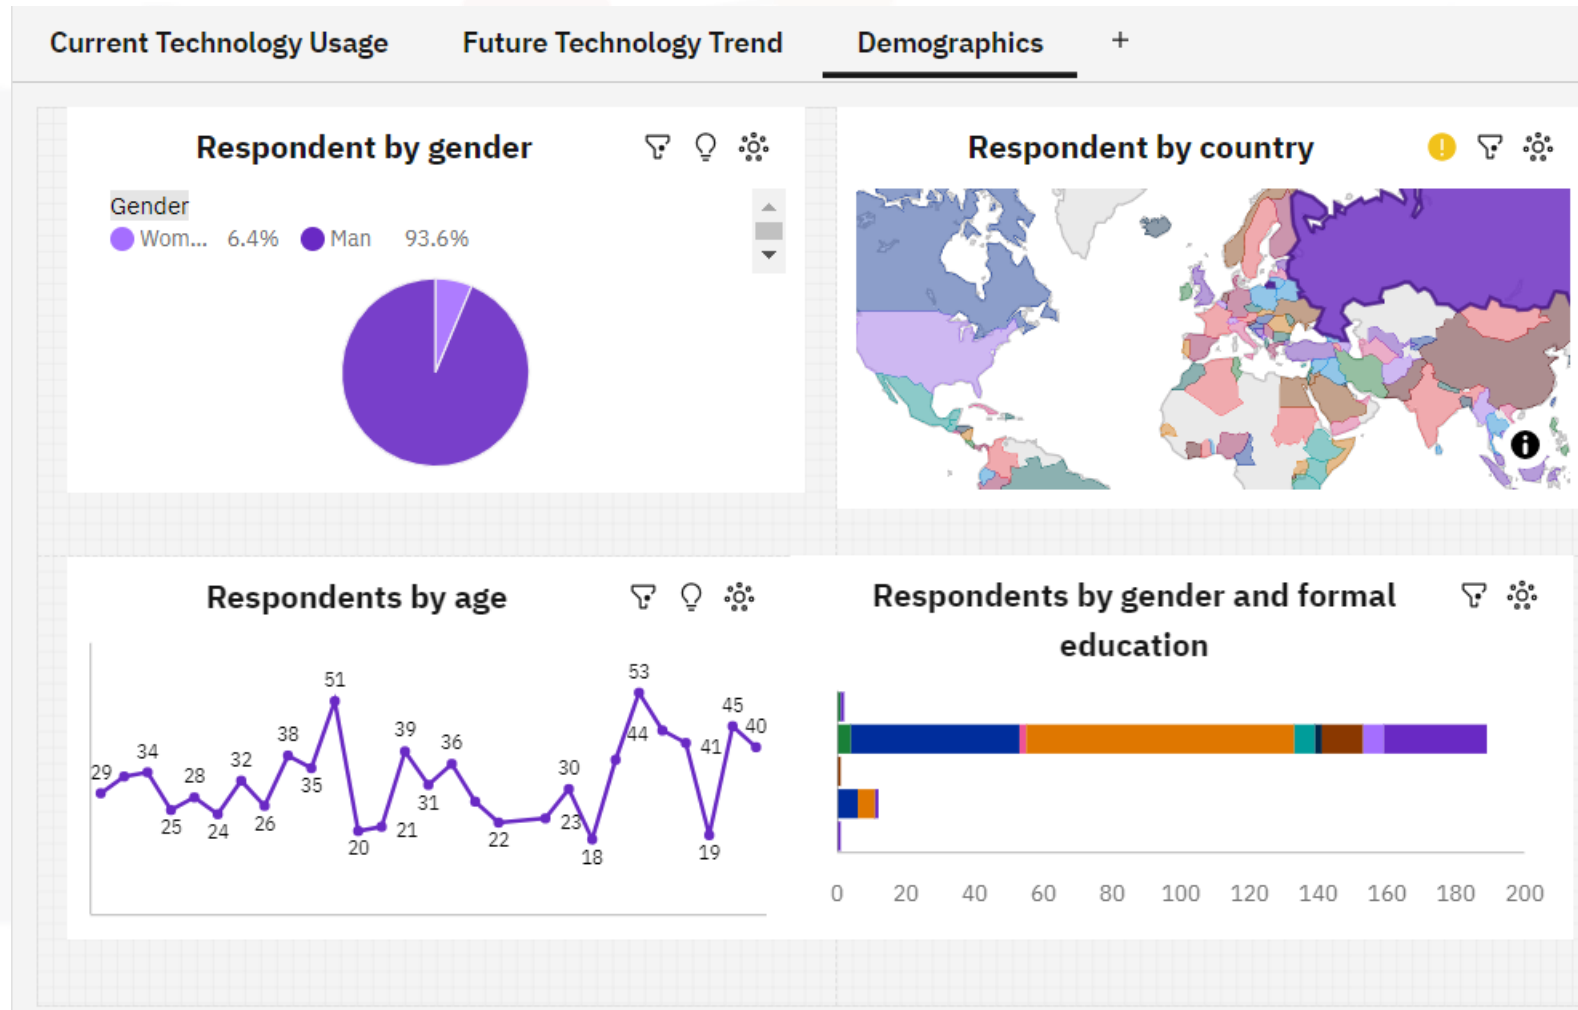 Current Technology Usage Future Technology Trend Demographics +
Respondent by gender
Gender
Wom... 6.4% Man 93.6%
Respondent by country
Respondents by age
29
34
25
28
24
32
26
38
35
51
20
21
39
31
36
22
23
30
18
44
53
41
19
45
40
Respondents by gender and formal
education
0 20 40 60 80 100 120 140 160 180 200